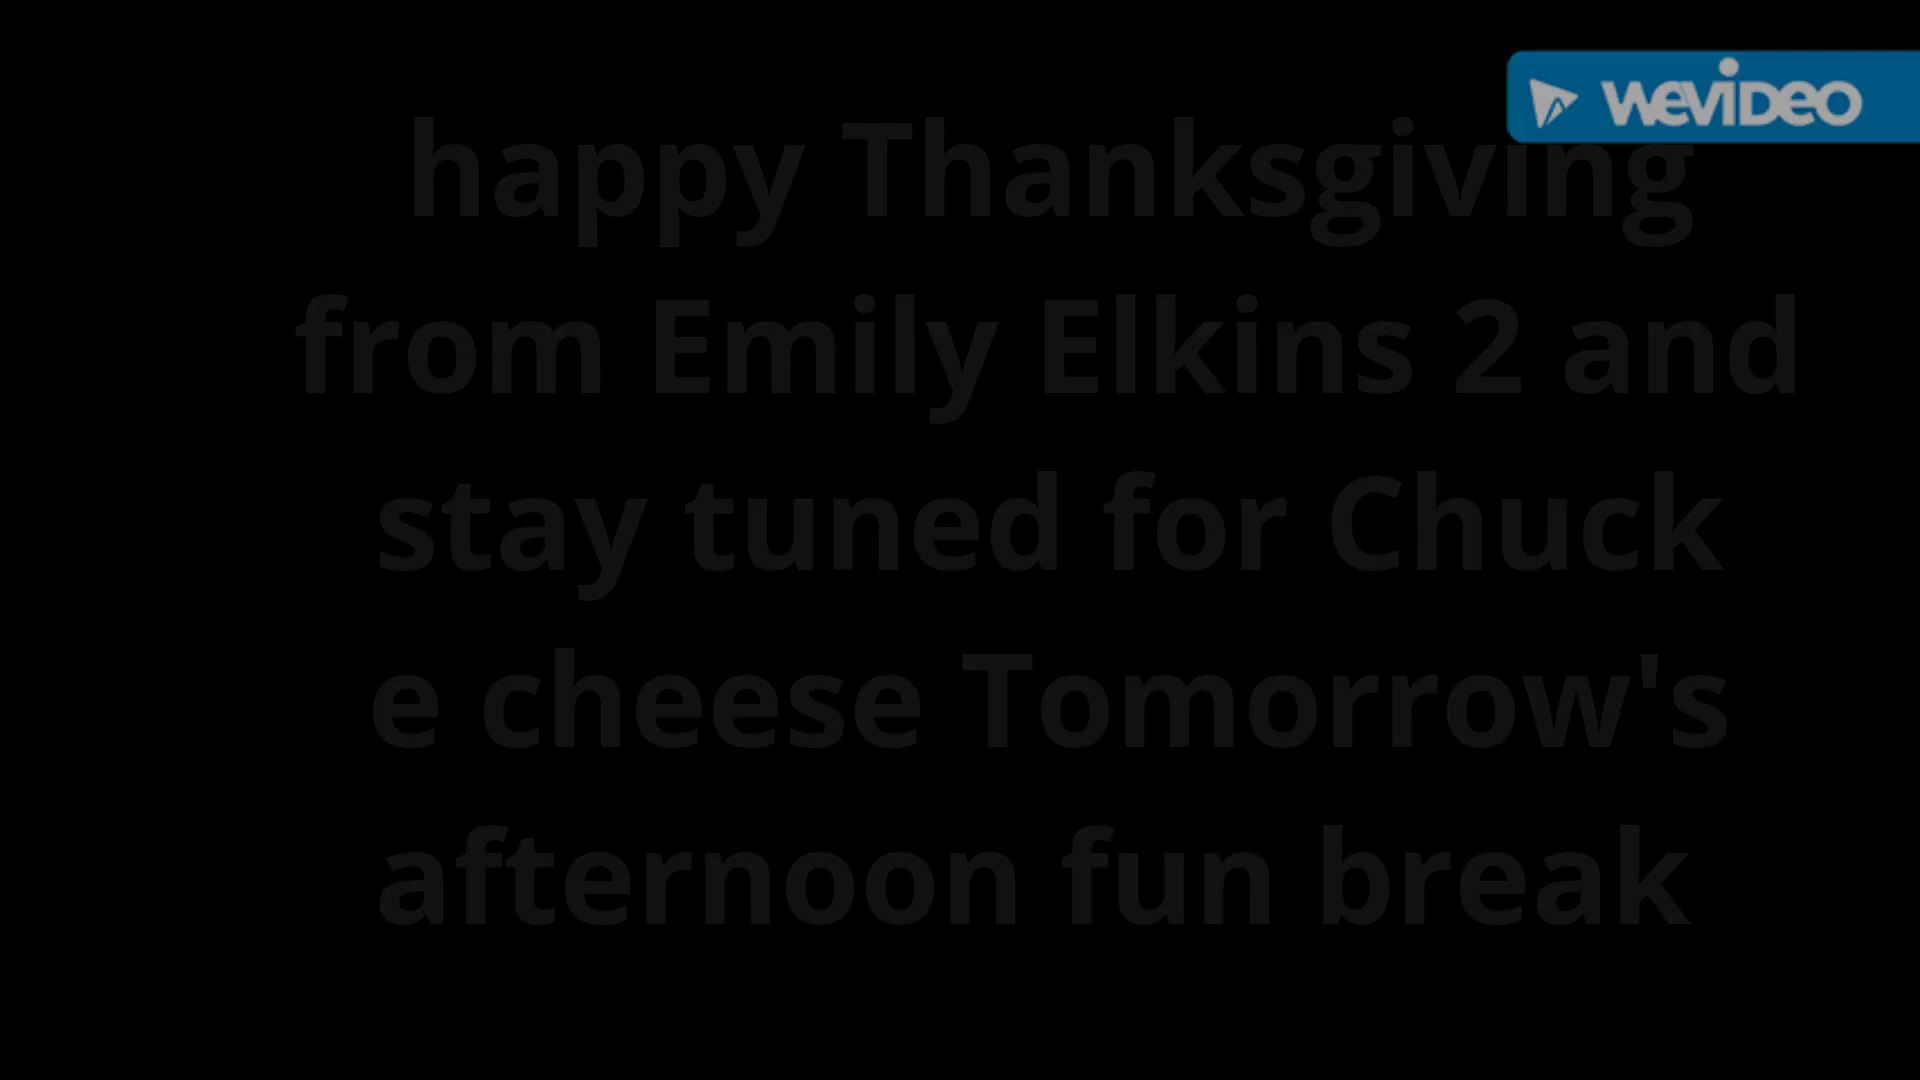 wevideo
happy Thanksgiving
from Emily Elkins 2 and
stay tuned for Chuck
e cheese Tomorrow's
afternoon fun break